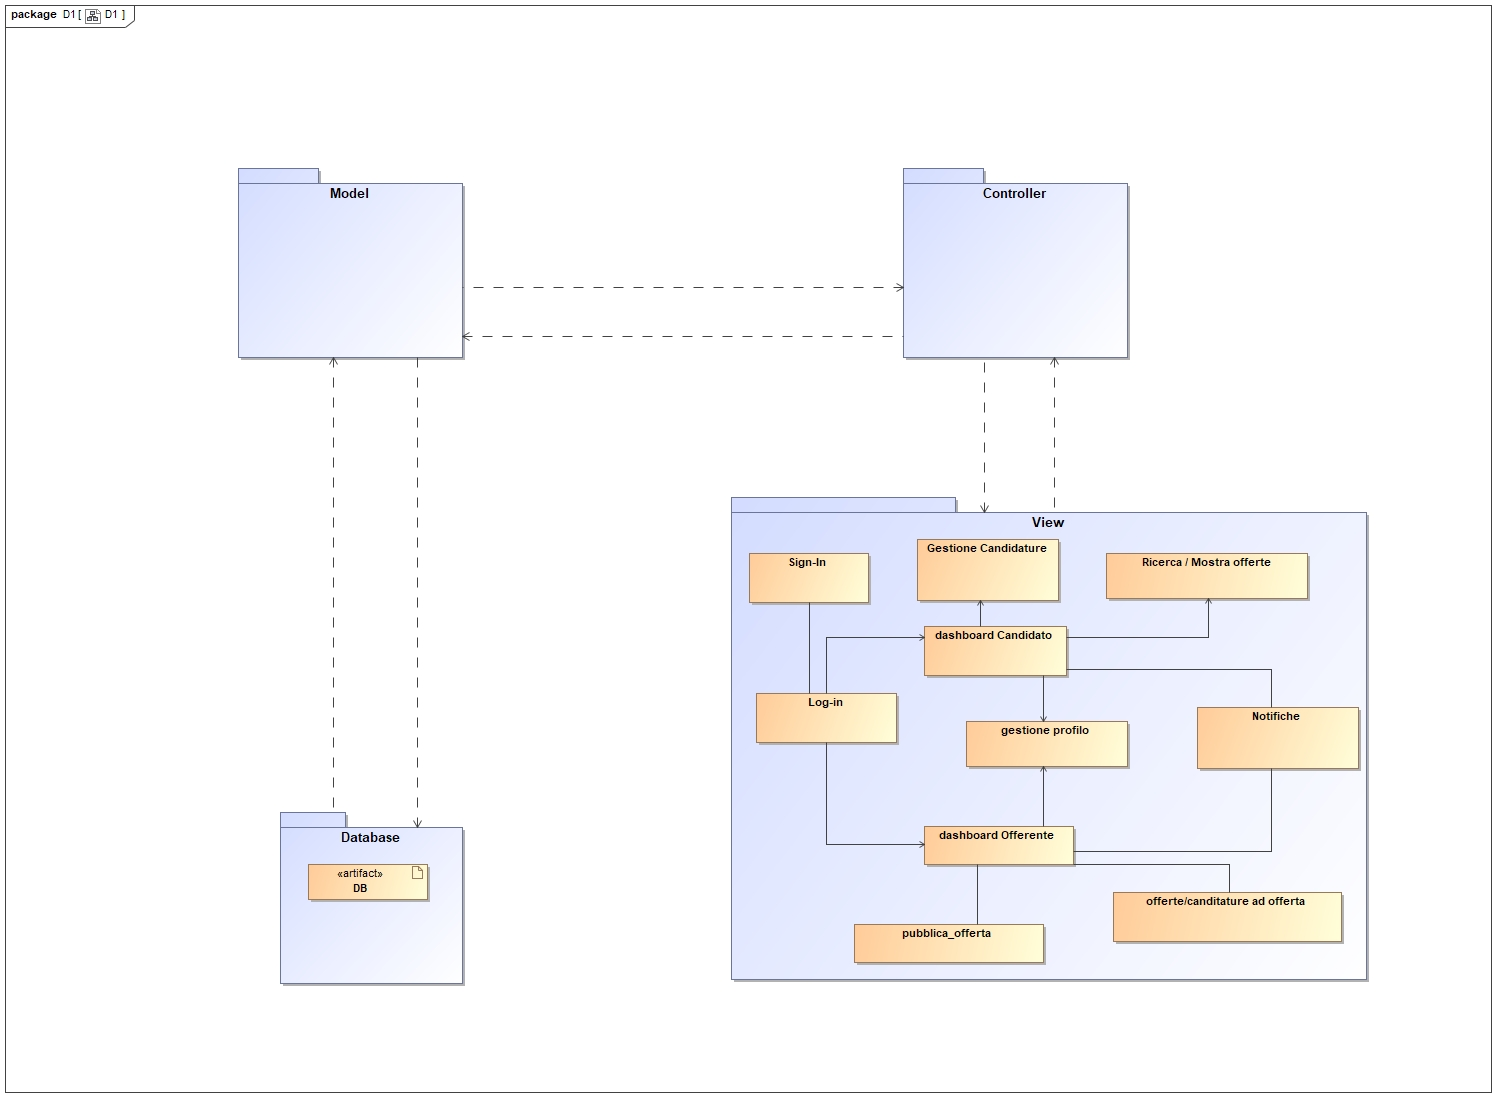 package D1 [ D1 ]
Model
Controller
View
Sign-In
Gestione Candidature
Ricerca / Mostra offerte
dashboard Candidato
Log-in
Notifiche
gestione profilo
dashboard Offerente
offerte/canditature ad offerta
pubblica_offerta
Database
«artifact»
DB